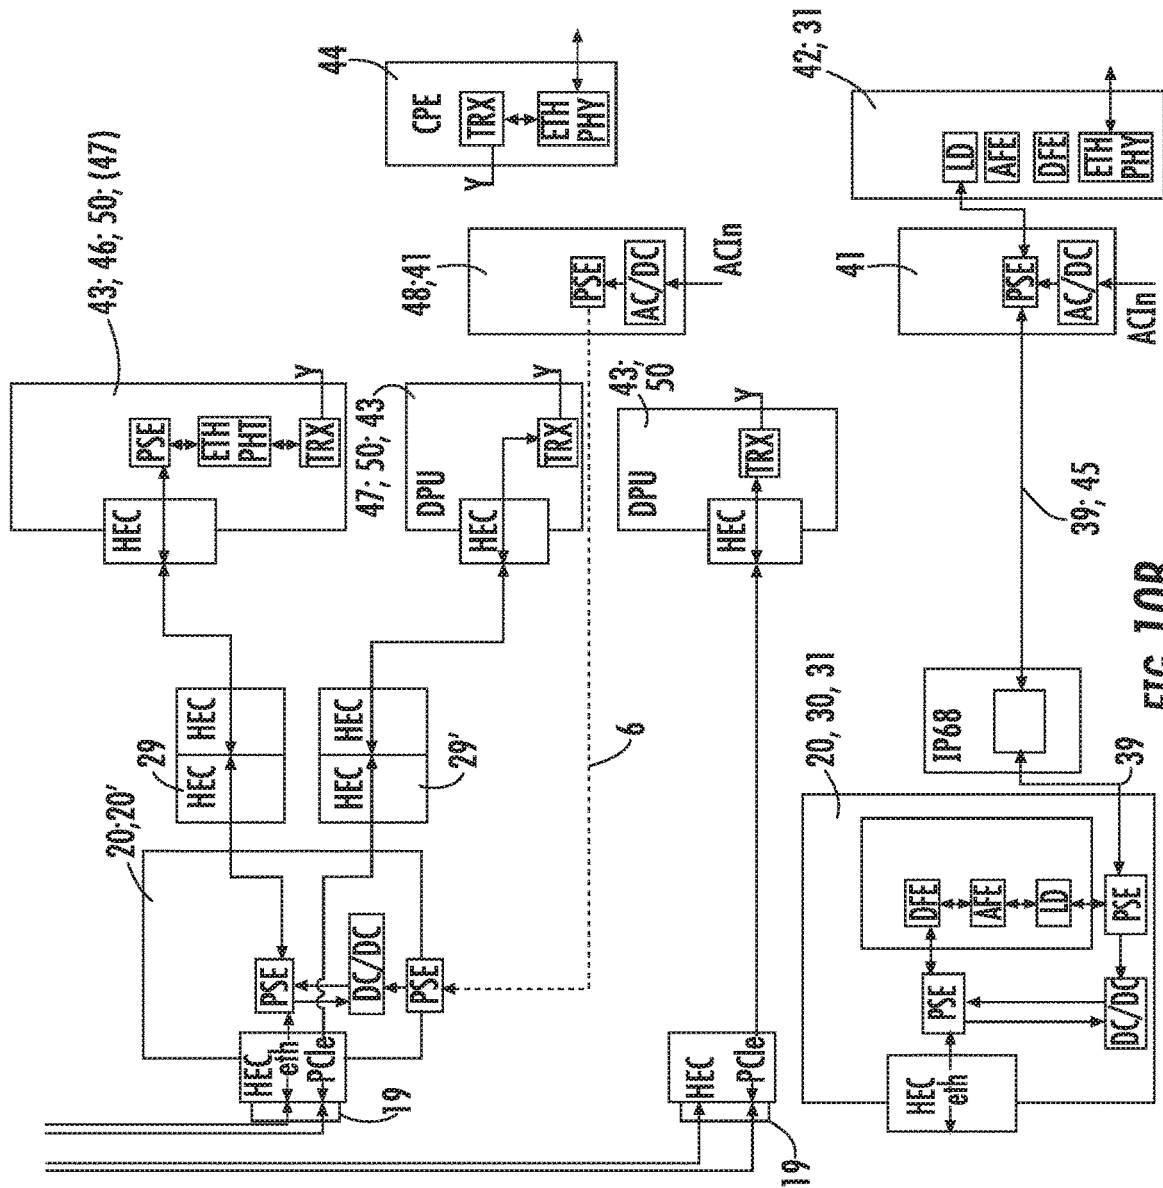 44
CPE
TRX
ETH
PHY
Y
42; 31
LD
AFE
DFE
ETH
PHY
43; 46; 50; (47)
PSE
ETH
PHT
TRX
Y
HEC
48;41
PSE
AC/DC
ACIn
41
PSE
AC/DC
ACIn
47; 50; 43
DPU
HEC
TRX
Y
43;
50
DPU
HEC
TRX
Y
39; 45
29
HEC
HEC
HEC
HEC
29'
6
20;20'
PSE
DC/DC
PSE
HEC
eth
PCIe
19
HEC
PCIe
19
20, 30, 31
IP68
39
DFE
AFE
LD
PSE
PSE
DC/DC
HEC
eth
FIG. 10B